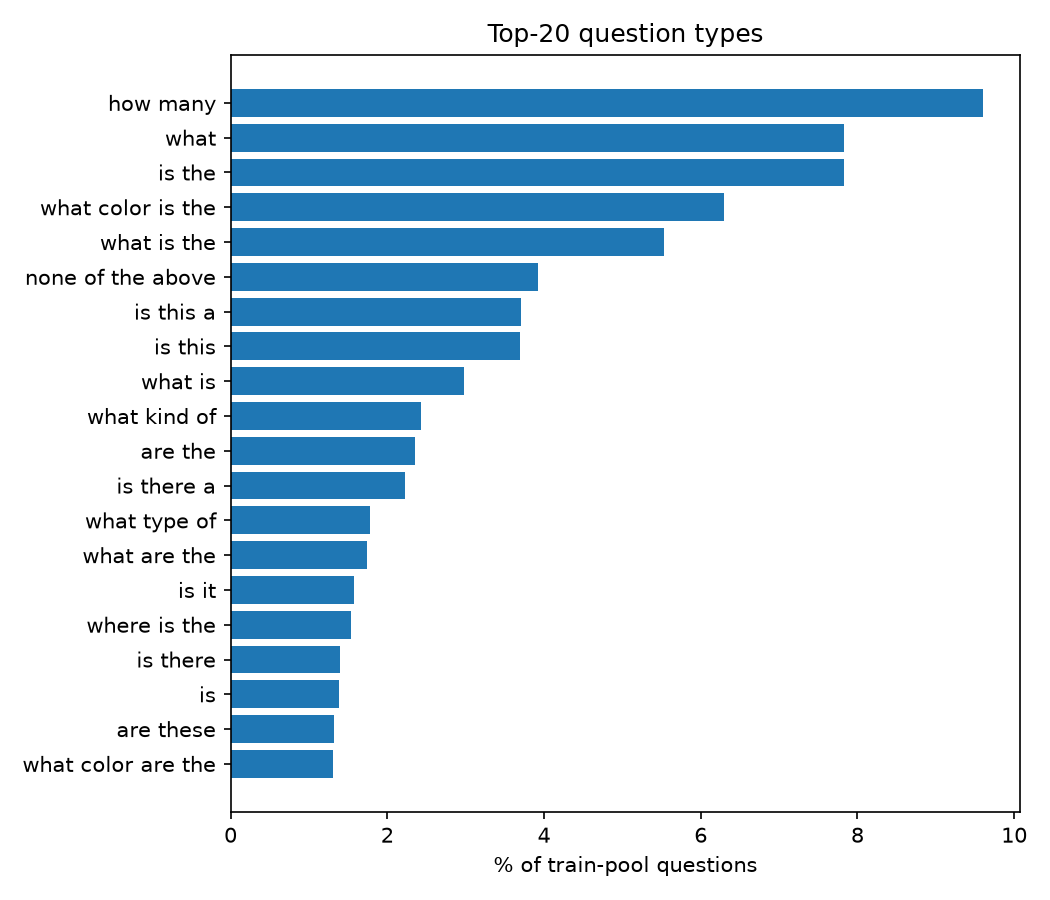 Top-20 question types
how many
what
is the
what color is the
what is the
none of the above
is this a
is this
what is
what kind of
are the
is there a
what type of
what are the
is it
where is the
is there
is
are these
what color are the
0 2 4 6 8 10
% of train-pool questions